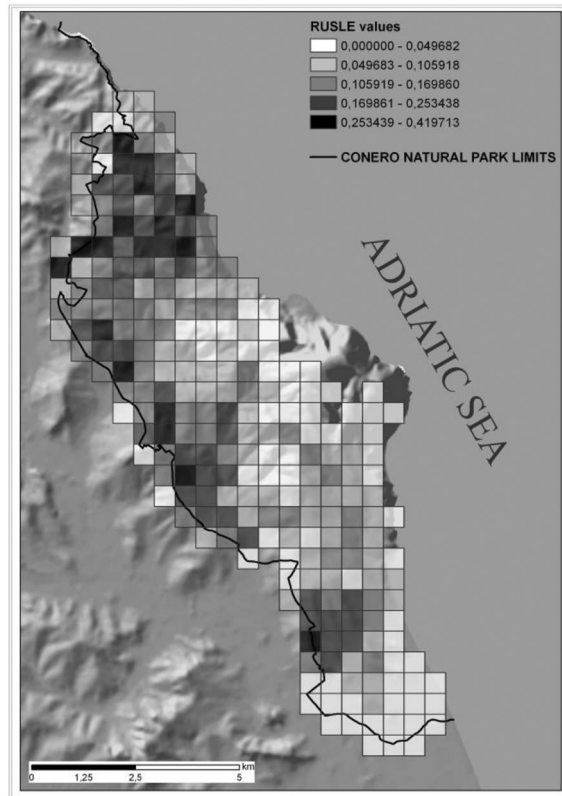 RUSLE values
0,000000 - 0,049682
0,049683 - 0,105918
0,105919 - 0,169860
0,169861 - 0,253438
0,253439 - 0,419713
CONERO NATURAL PARK LIMITS
ADRIATIC SEA
km
0 1,25 2,5 5